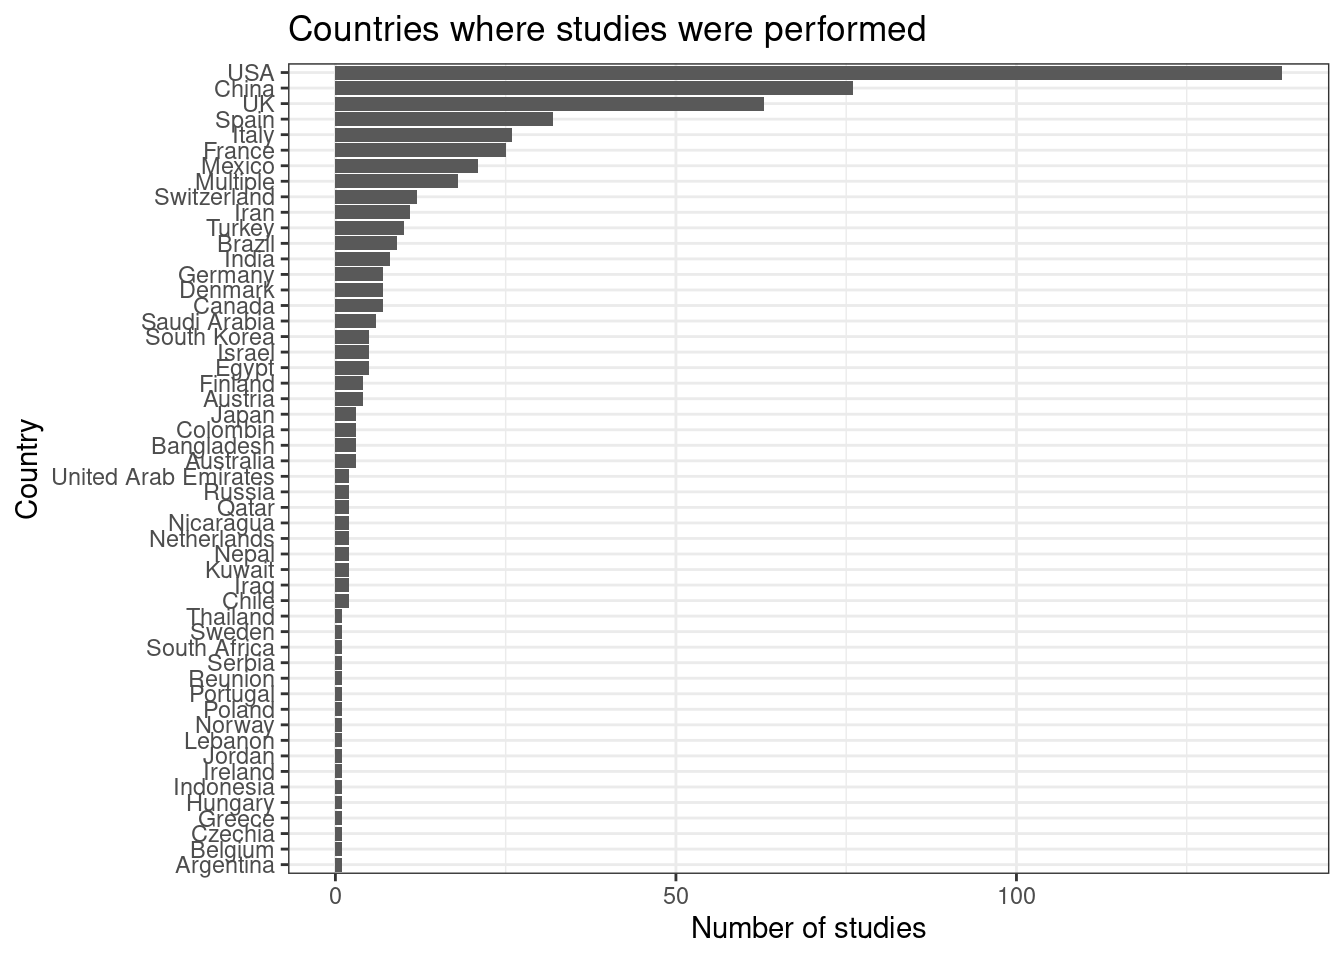 Countries where studies were performed
USA
China
UK
Spain
Italy
France
Mexico
Multiple
Switzerland
Iran
Turkey
Brazil
India
Germany
Denmark
Canada
Saudi Arabia
South Korea
Israel
Egypt
Finland
Austria
Japan
Colombia
Bangladesh
Australia
United Arab Emirates
Russia
Qatar
Nicaragua
Netherlands
Nepal
Kuwait
Iraq
Chile
Thailand
Sweden
South Africa
Serbia
Reunion
Portugal
Poland
Norway
Lebanon
Jordan
Ireland
Indonesia
Hungary
Greece
Czechia
Belgium
Argentina
Country
0 50 100
Number of studies